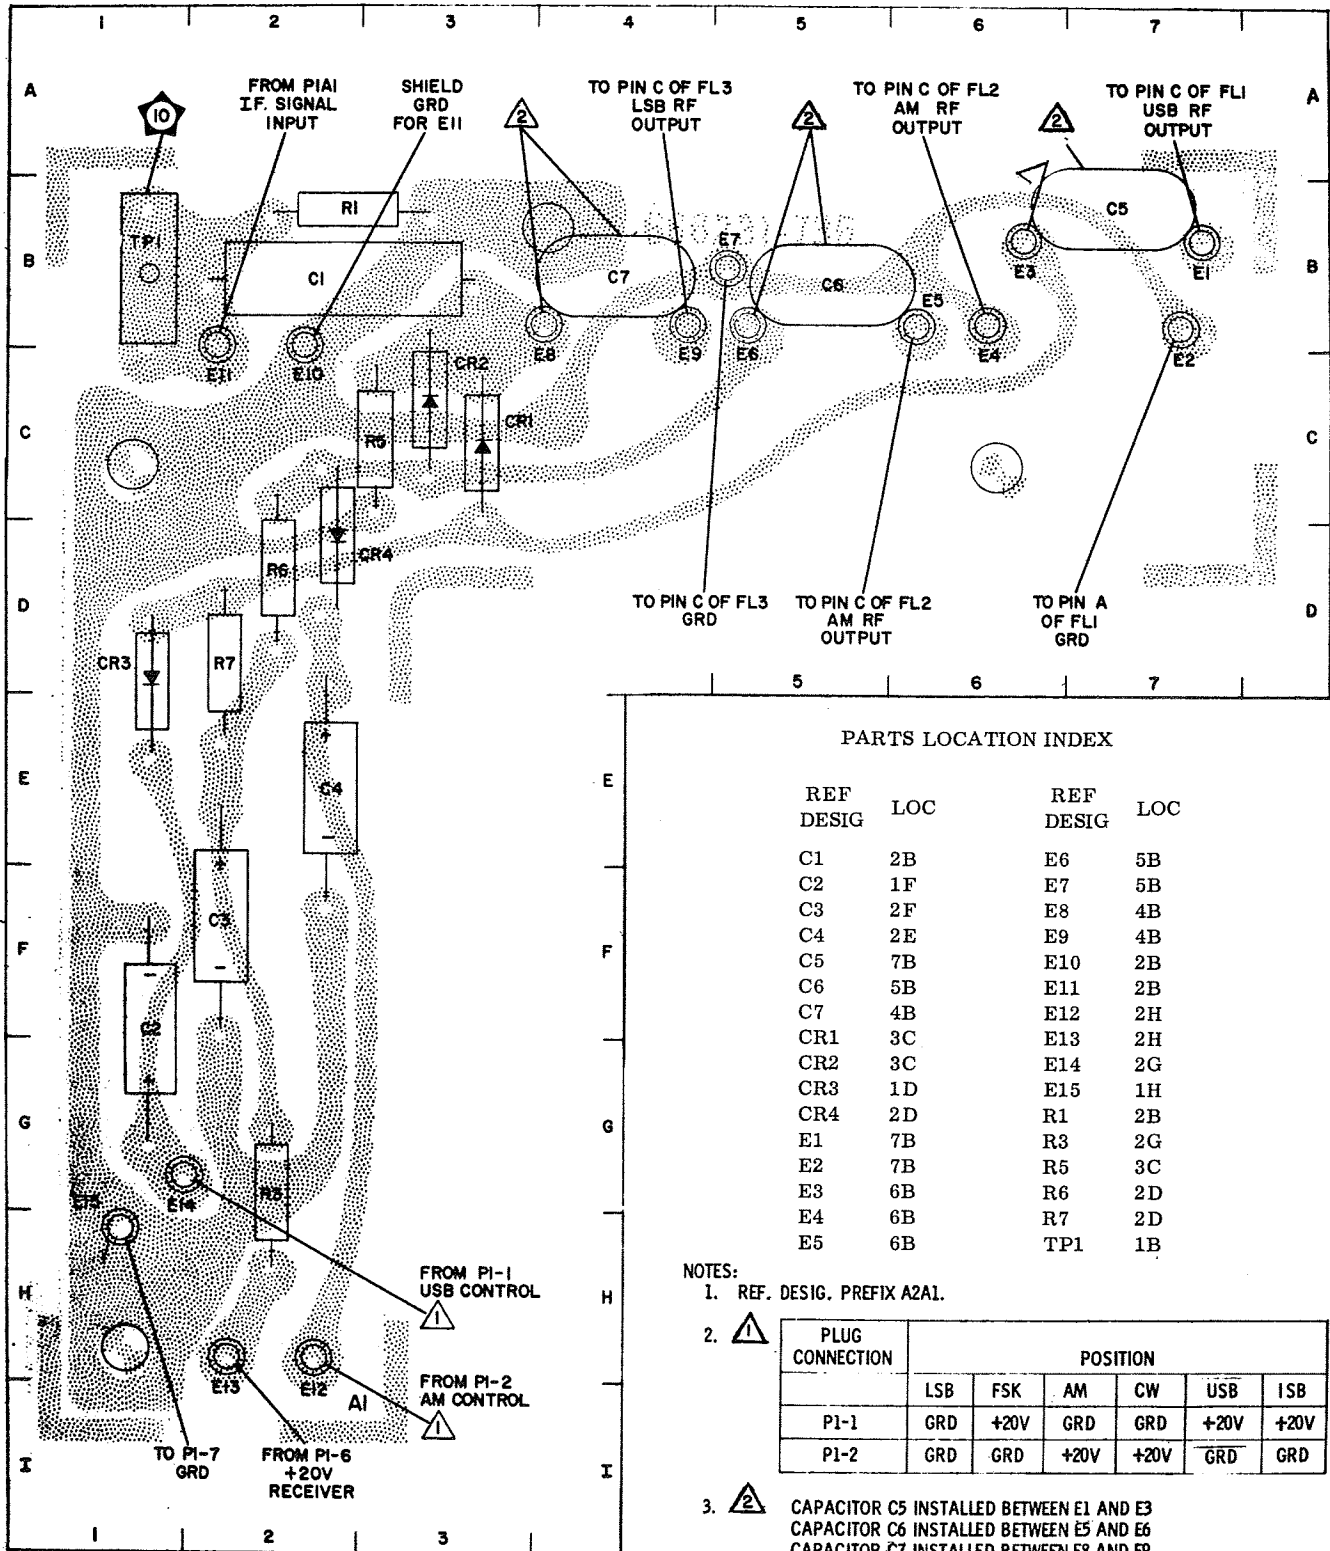 1 2 3 4 5 6 7
A
A
FROM P1A1
I.F. SIGNAL
INPUT
SHIELD
GRD
FOR E11
TO PIN C OF FL3
LSB RF
OUTPUT
TO PIN C OF FL2
AM RF
OUTPUT
TO PIN C OF FL1
USB RF
OUTPUT
10
2
2
2
B
B
TP1
R1
C1
C7
E7
C6
C5
E3
E1
E5
E11
E10
E8
E9
E6
E4
E2
C
C
CR2
CR1
R5
D
D
R6
CR4
TO PIN C OF FL3
GRD
TO PIN C OF FL2
AM RF
OUTPUT
TO PIN A
OF FL1
GRD
CR3
R7
5 6 7
E
E
+
C4
-
F
F
+
C3
-
-
C2
+
G
G
E15
E14
R3
H
H
FROM P1-1
USB CONTROL
1
E13
E12
A1
FROM P1-2
AM CONTROL
1
I
I
TO P1-7
GRD
FROM P1-6
+20V
RECEIVER
1 2 3
PARTS LOCATION INDEX
REF DESIG LOC REF DESIG LOC
C1 2B E6 5B
C2 1F E7 5B
C3 2F E8 4B
C4 2E E9 4B
C5 7B E10 2B
C6 5B E11 2B
C7 4B E12 2H
CR1 3C E13 2H
CR2 3C E14 2G
CR3 1D E15 1H
CR4 2D R1 2B
E1 7B R3 2G
E2 7B R5 3C
E3 6B R6 2D
E4 6B R7 2D
E5 6B TP1 1B
NOTES:
1. REF. DESIG. PREFIX A2A1.
2. 1
PLUG CONNECTION POSITION
LSB FSK AM CW USB ISB
P1-1 GRD +20V GRD GRD +20V +20V
P1-2 GRD GRD +20V +20V GRD GRD
3. 2 CAPACITOR C5 INSTALLED BETWEEN E1 AND E3
CAPACITOR C6 INSTALLED BETWEEN E5 AND E6
CAPACITOR C7 INSTALLED BETWEEN E8 AND E9